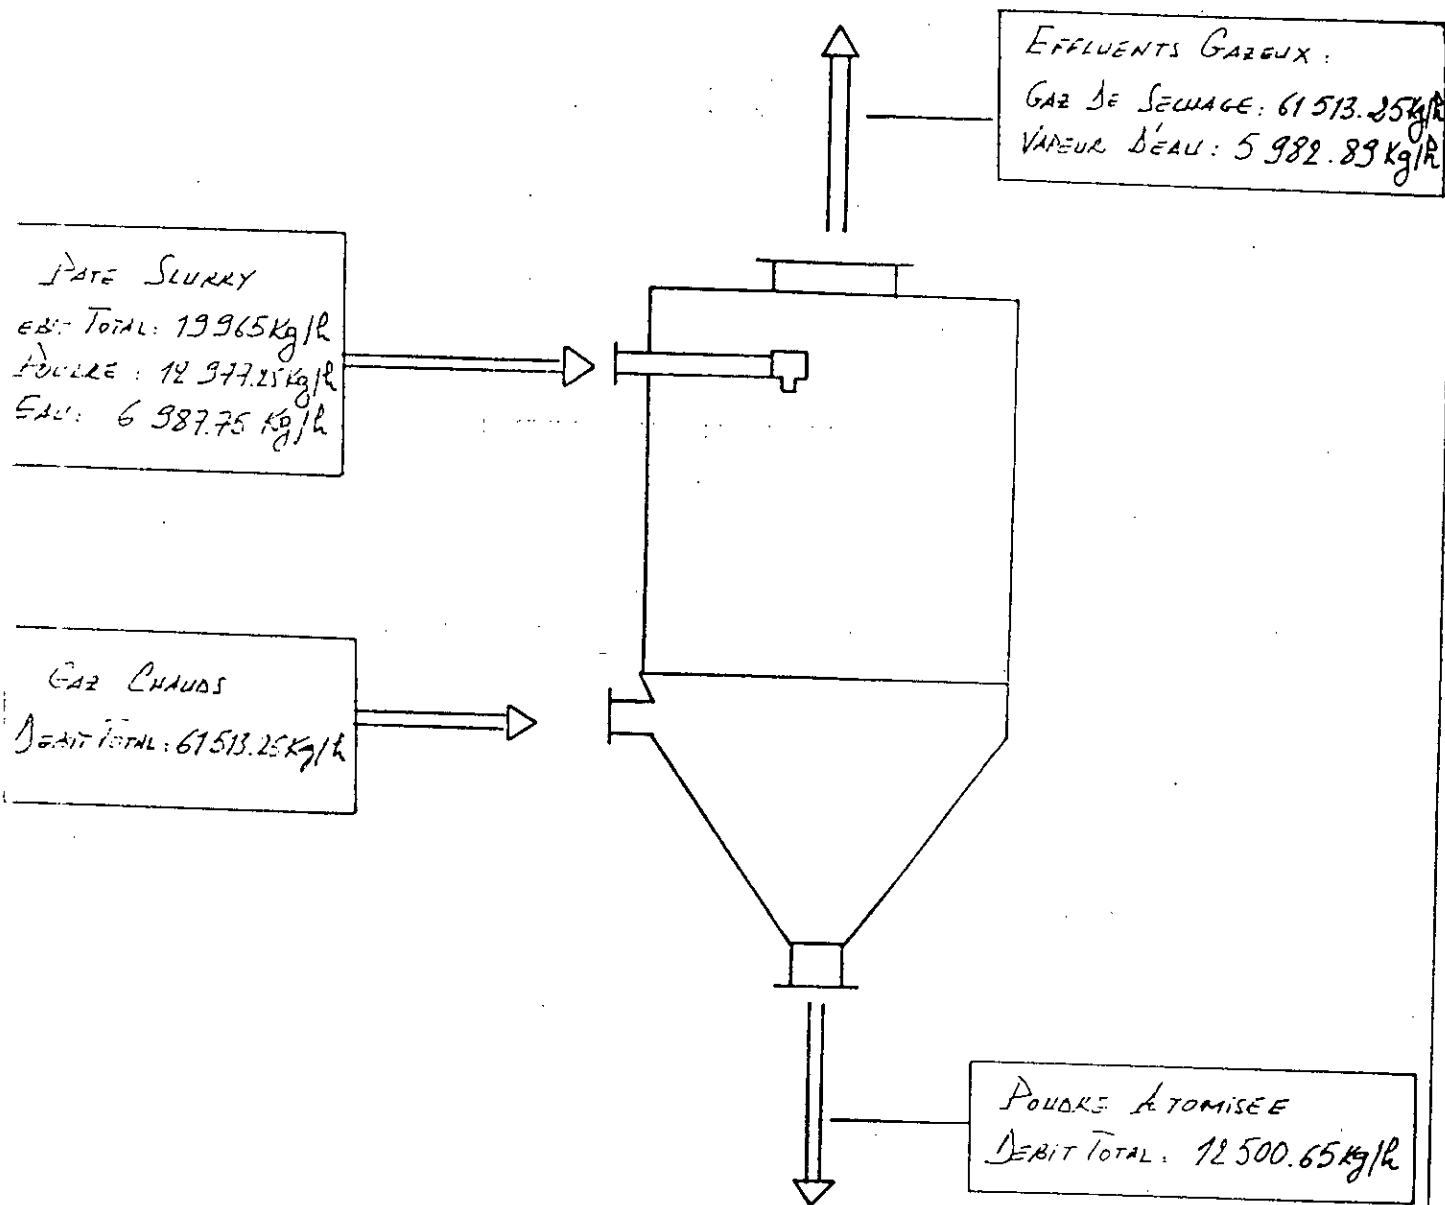 EFFLUENTS GAZEUX :
GAZ DE SECHAGE: 61 513.25 Kg/h
VAPEUR D'EAU: 5 982.89 Kg/h
PATE SLURRY
EBIT TOTAL: 19 965 Kg/h
POUDRE : 12 977.25 Kg/h
EAU: 6 987.75 Kg/h
GAZ CHAUDS
DEBIT TOTAL: 61 513.25 Kg/h
POUDRE ATOMISEE
DEBIT TOTAL: 12 500.65 Kg/h